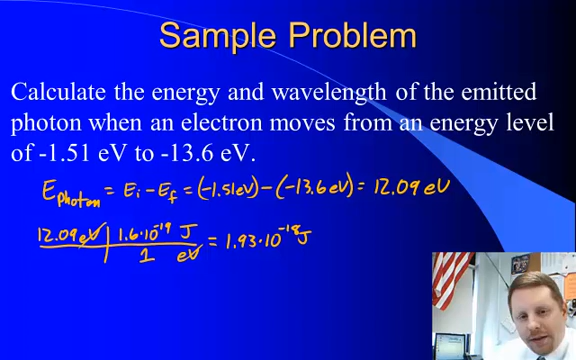 Sample Problem
Calculate the energy and wavelength of the emitted
photon when an electron moves from an energy level
of -1.51 eV to -13.6 eV.
E photon = Ei - Ef = (-1.51eV) - (-13.6eV) = 12.09 eV
12.09 eV | 1.6·10⁻¹⁹ J
1 eV = 1.93·10⁻¹⁸ J